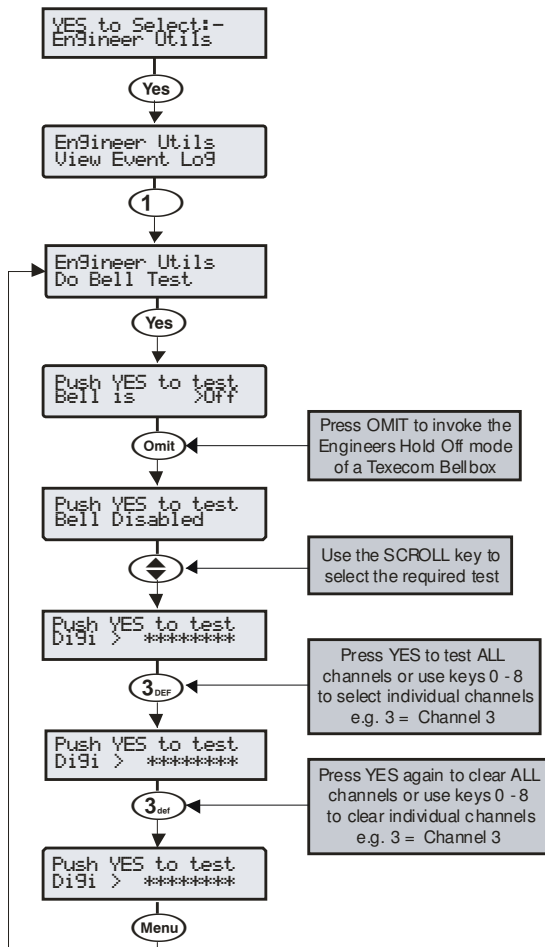 YES to Select:-
Engineer Utils
Yes
Engineer Utils
View Event Log
1
Engineer Utils
Do Bell Test
Yes
Push YES to test
Bell is >Off
Omit
Press OMIT to invoke the
Engineers Hold Off mode
of a Texecom Bellbox
Push YES to test
Bell Disabled
Use the SCROLL key to
select the required test
Push YES to test
Digi > ********
3DEF
Press YES to test ALL
channels or use keys 0 - 8
to select individual channels
e.g. 3 = Channel 3
Push YES to test
Digi > ********
3def
Press YES again to clear ALL
channels or use keys 0 - 8
to clear individual channels
e.g. 3 = Channel 3
Push YES to test
Digi > ********
Menu